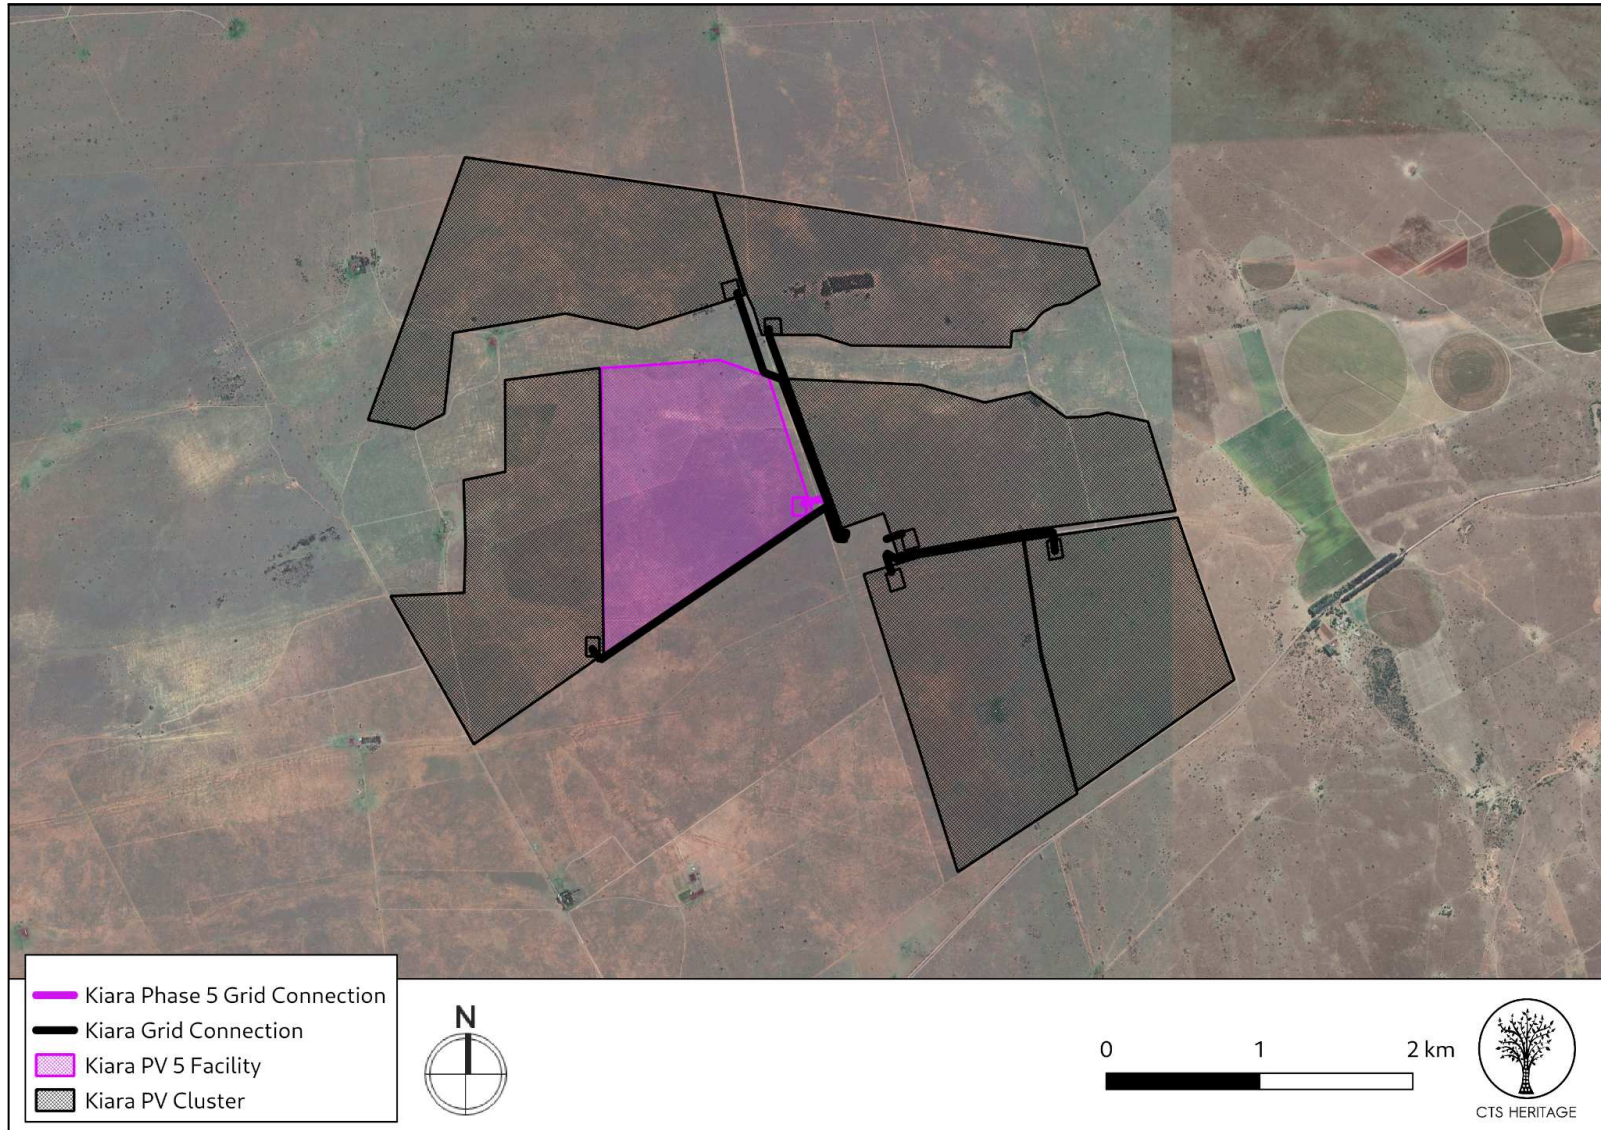 Kiara Phase 5 Grid Connection
Kiara Grid Connection
Kiara PV 5 Facility
Kiara PV Cluster
N
0 1 2 km
CTS HERITAGE